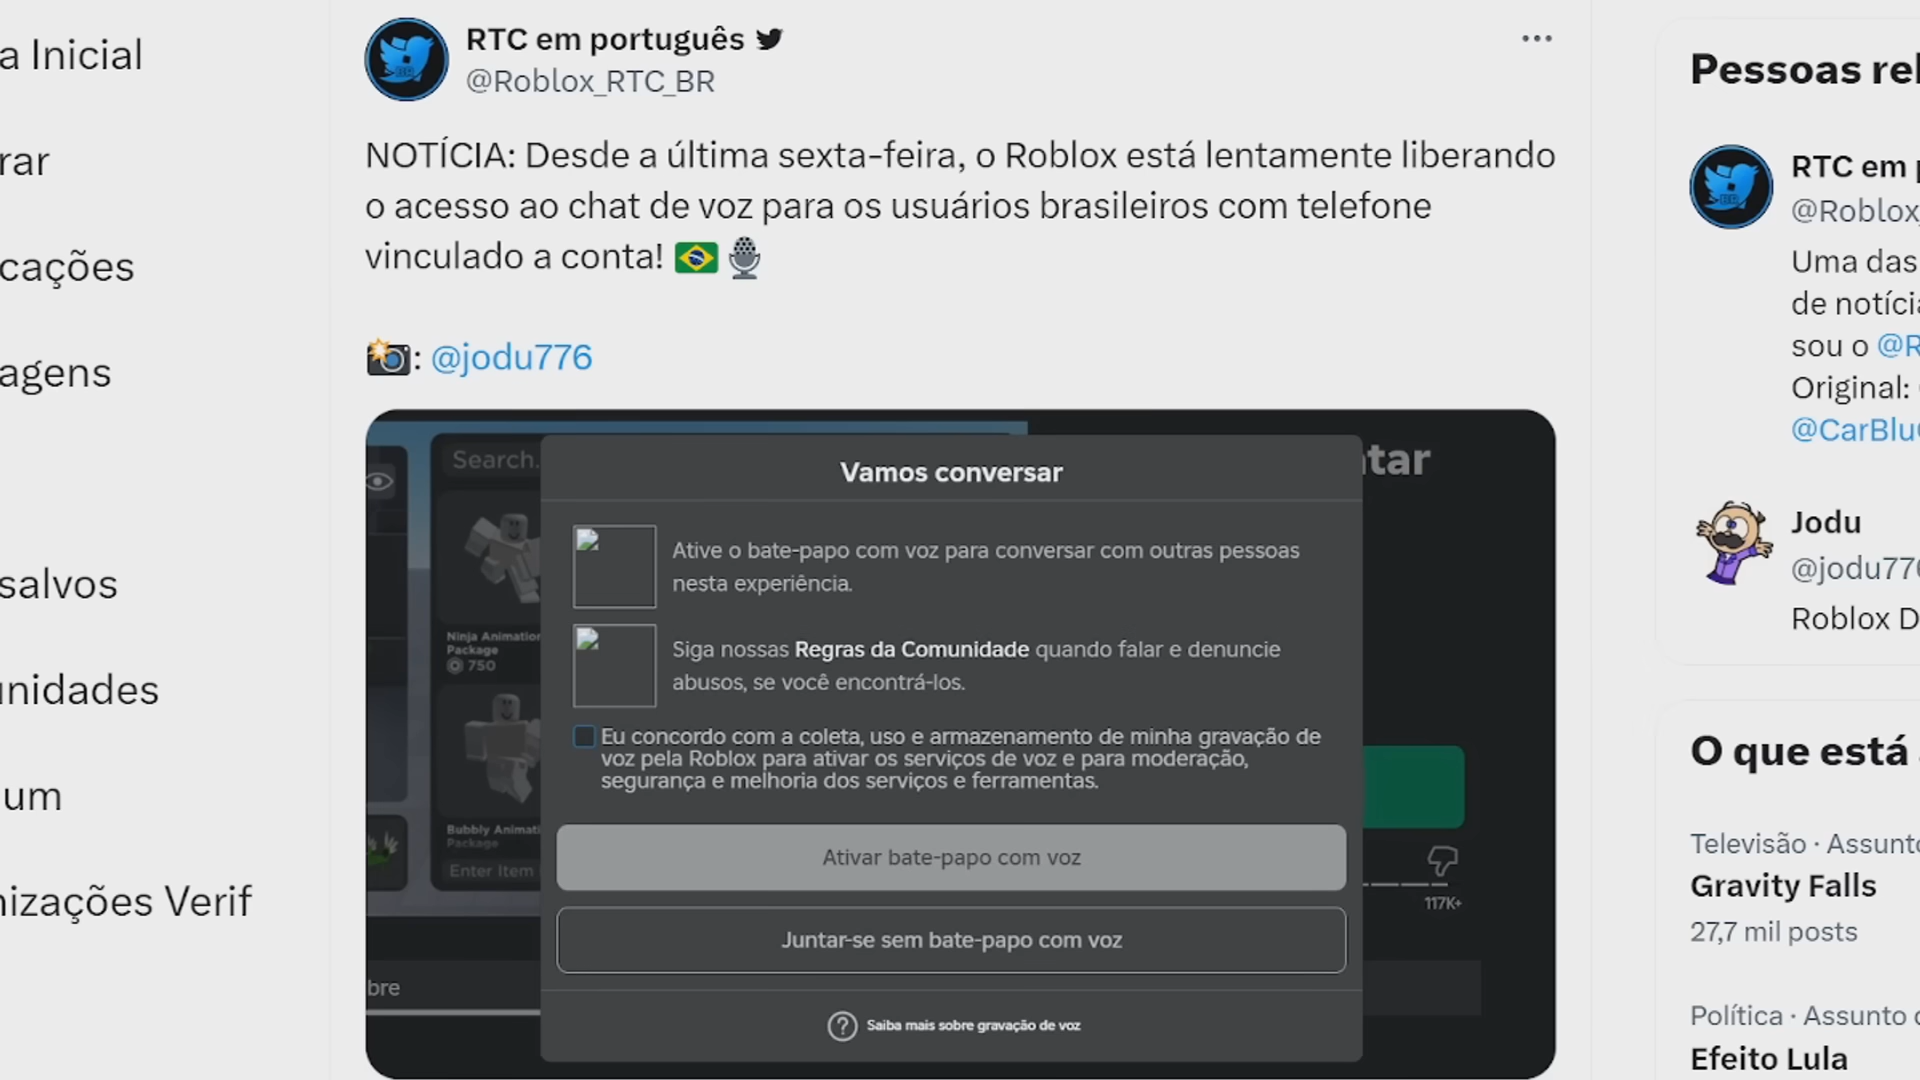 a Inicial
rar
cações
agens
salvos
unidades
um
nizações Verif
RTC em português
@Roblox_RTC_BR
NOTÍCIA: Desde a última sexta-feira, o Roblox está lentamente liberando
o acesso ao chat de voz para os usuários brasileiros com telefone
vinculado a conta! 🇧🇷🎙️
📸: @jodu776
Search.
tar
Vamos conversar
Ative o bate-papo com voz para conversar com outras pessoas
nesta experiência.
Siga nossas Regras da Comunidade quando falar e denuncie
abusos, se você encontrá-los.
Eu concordo com a coleta, uso e armazenamento de minha gravação de
voz pela Roblox para ativar os serviços de voz e para moderação,
segurança e melhoria dos serviços e ferramentas.
Ativar bate-papo com voz
Juntar-se sem bate-papo com voz
Saiba mais sobre gravação de voz
Ninja Animation
Package
750
Bubbly Animati
Package
Enter Item
117K+
bre
Pessoas rel
RTC em p
@Roblox_
Uma das
de notícia
sou o @R
Original:
@CarBlu
Jodu
@jodu776
Roblox D
O que está
Televisão · Assunto
Gravity Falls
27,7 mil posts
Política · Assunto
Efeito Lula